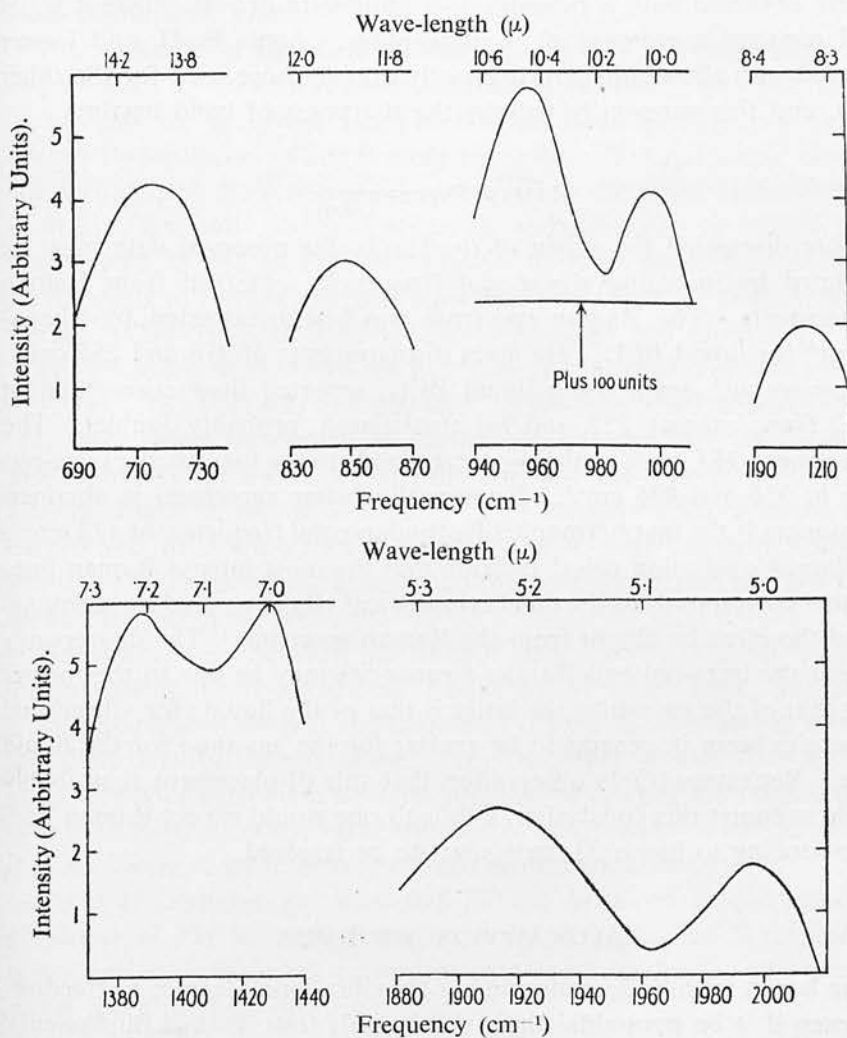 Wave-length (μ)
14·2 13·8 12·0 11·8 10·6 10·4 10·2 10·0 8·4 8·3
Intensity (Arbitrary Units).
5
4
3
2
1
Plus 100 units
690 710 730 830 850 870 940 960 980 1000 1190 1210
Frequency (cm⁻¹)
Wave-length (μ)
7·3 7·2 7·1 7·0 5·3 5·2 5·1 5·0
Intensity (Arbitrary Units).
5
4
3
2
1
1380 1400 1420 1440 1880 1900 1920 1940 1960 1980 2000
Frequency (cm⁻¹)